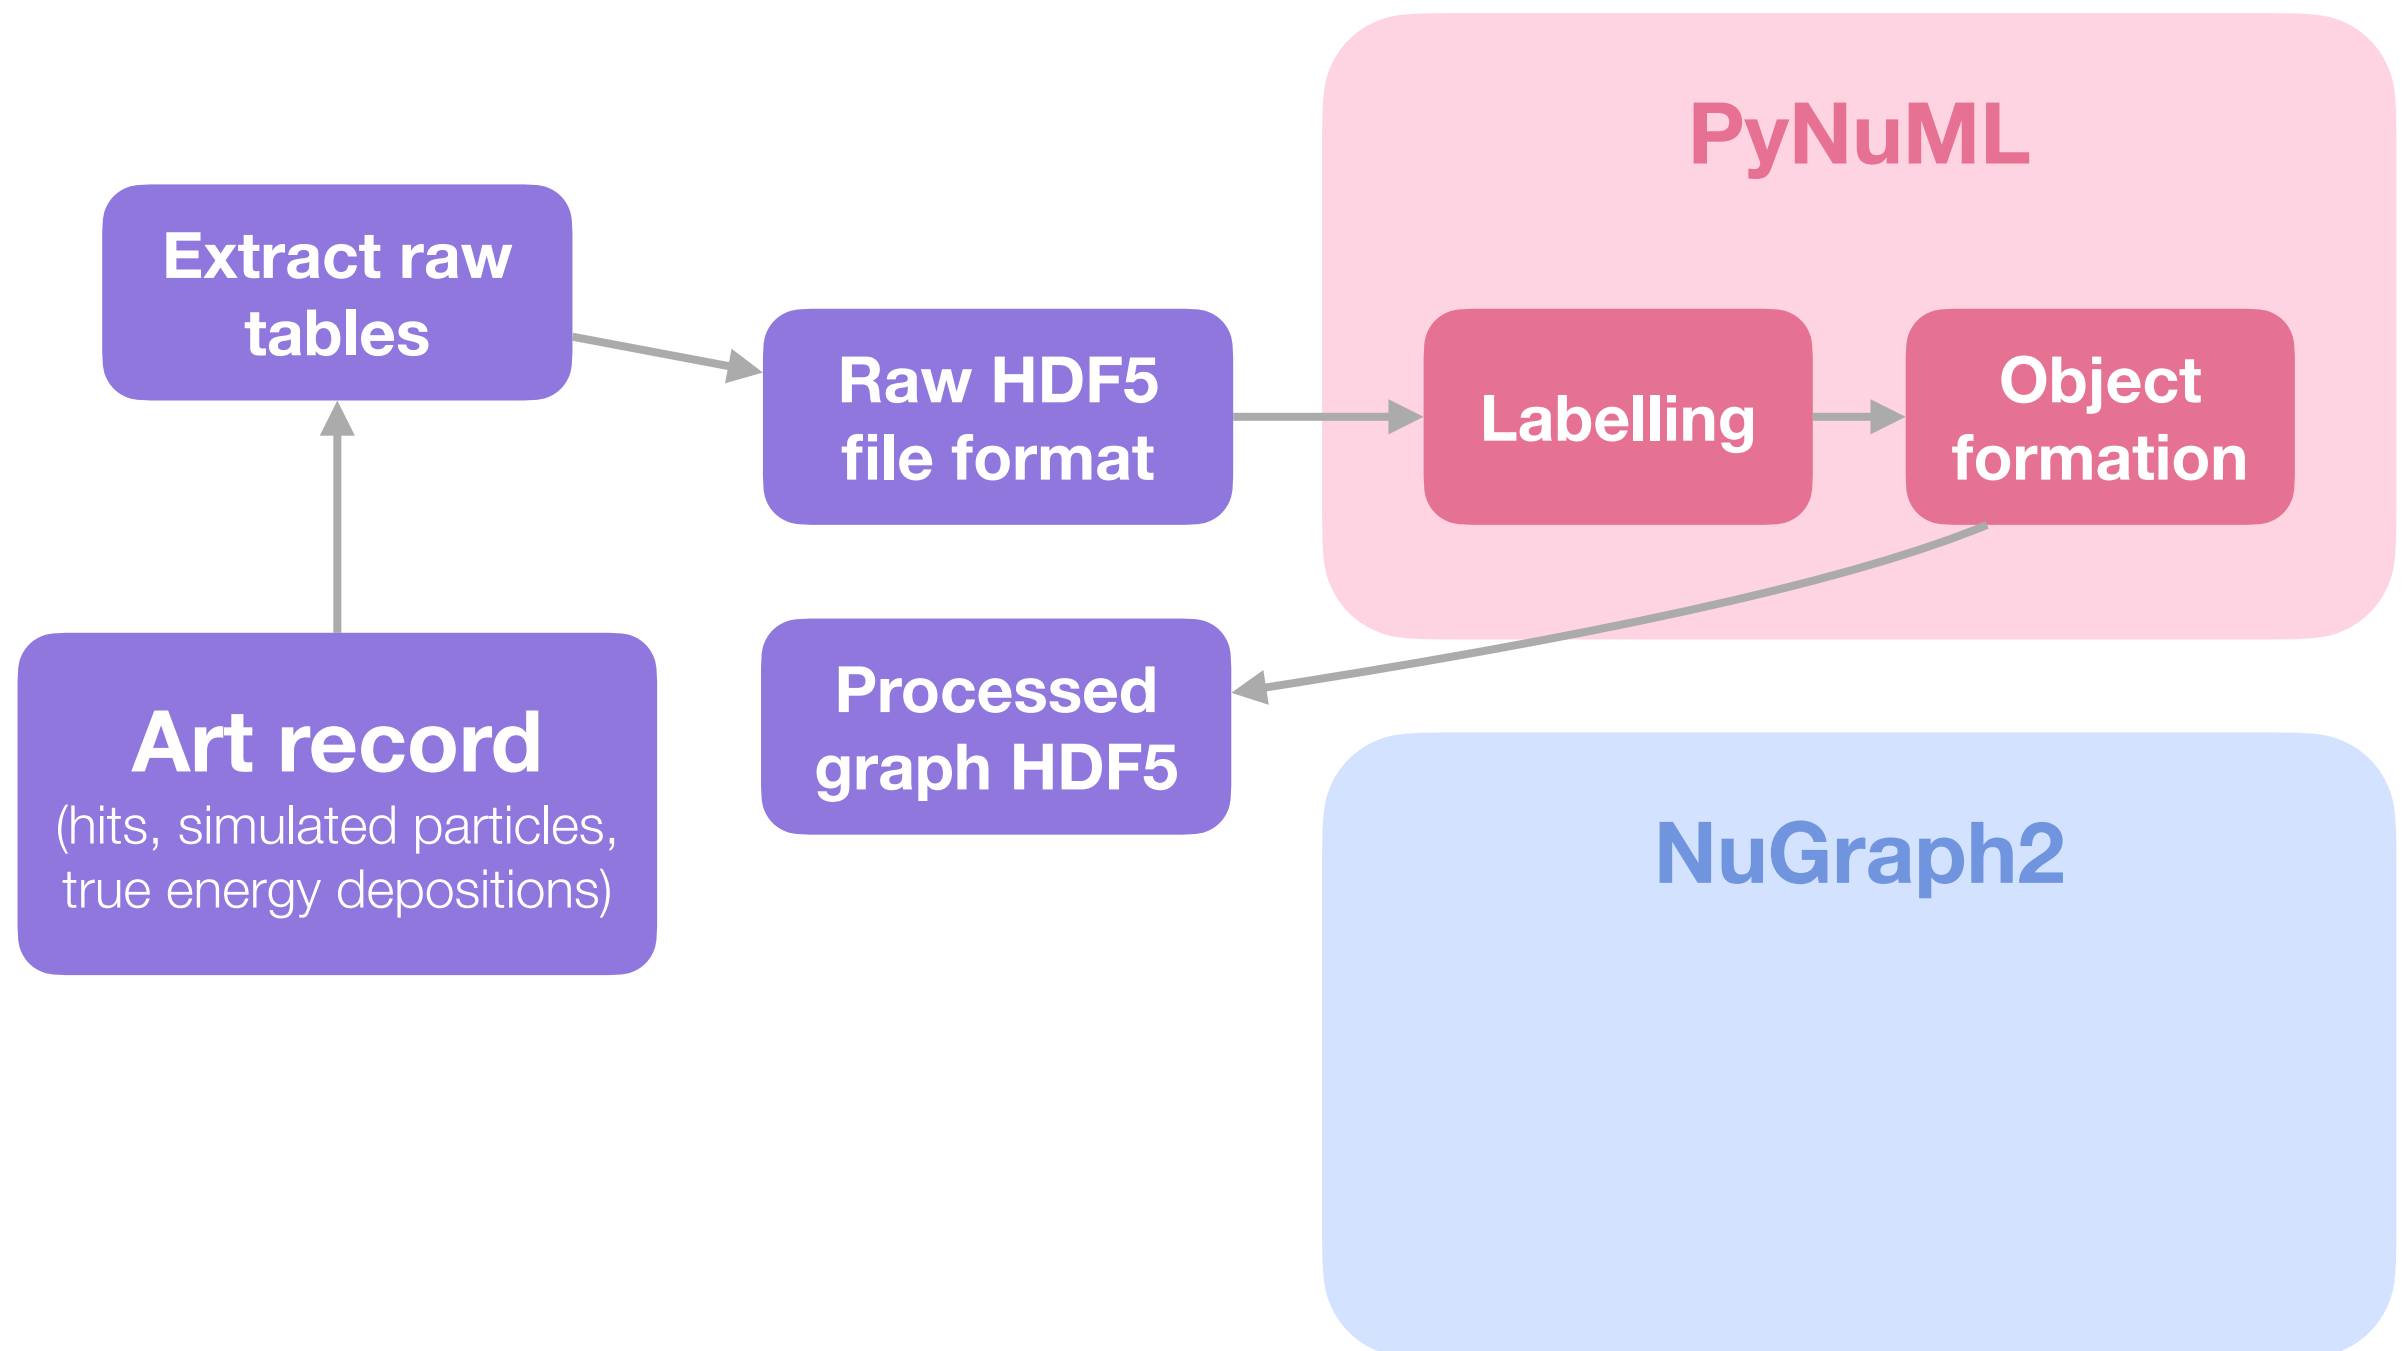 PyNuML
Extract raw
tables
Raw HDF5
file format
Labelling
Object
formation
Processed
graph HDF5
Art record
(hits, simulated particles,
true energy depositions)
NuGraph2